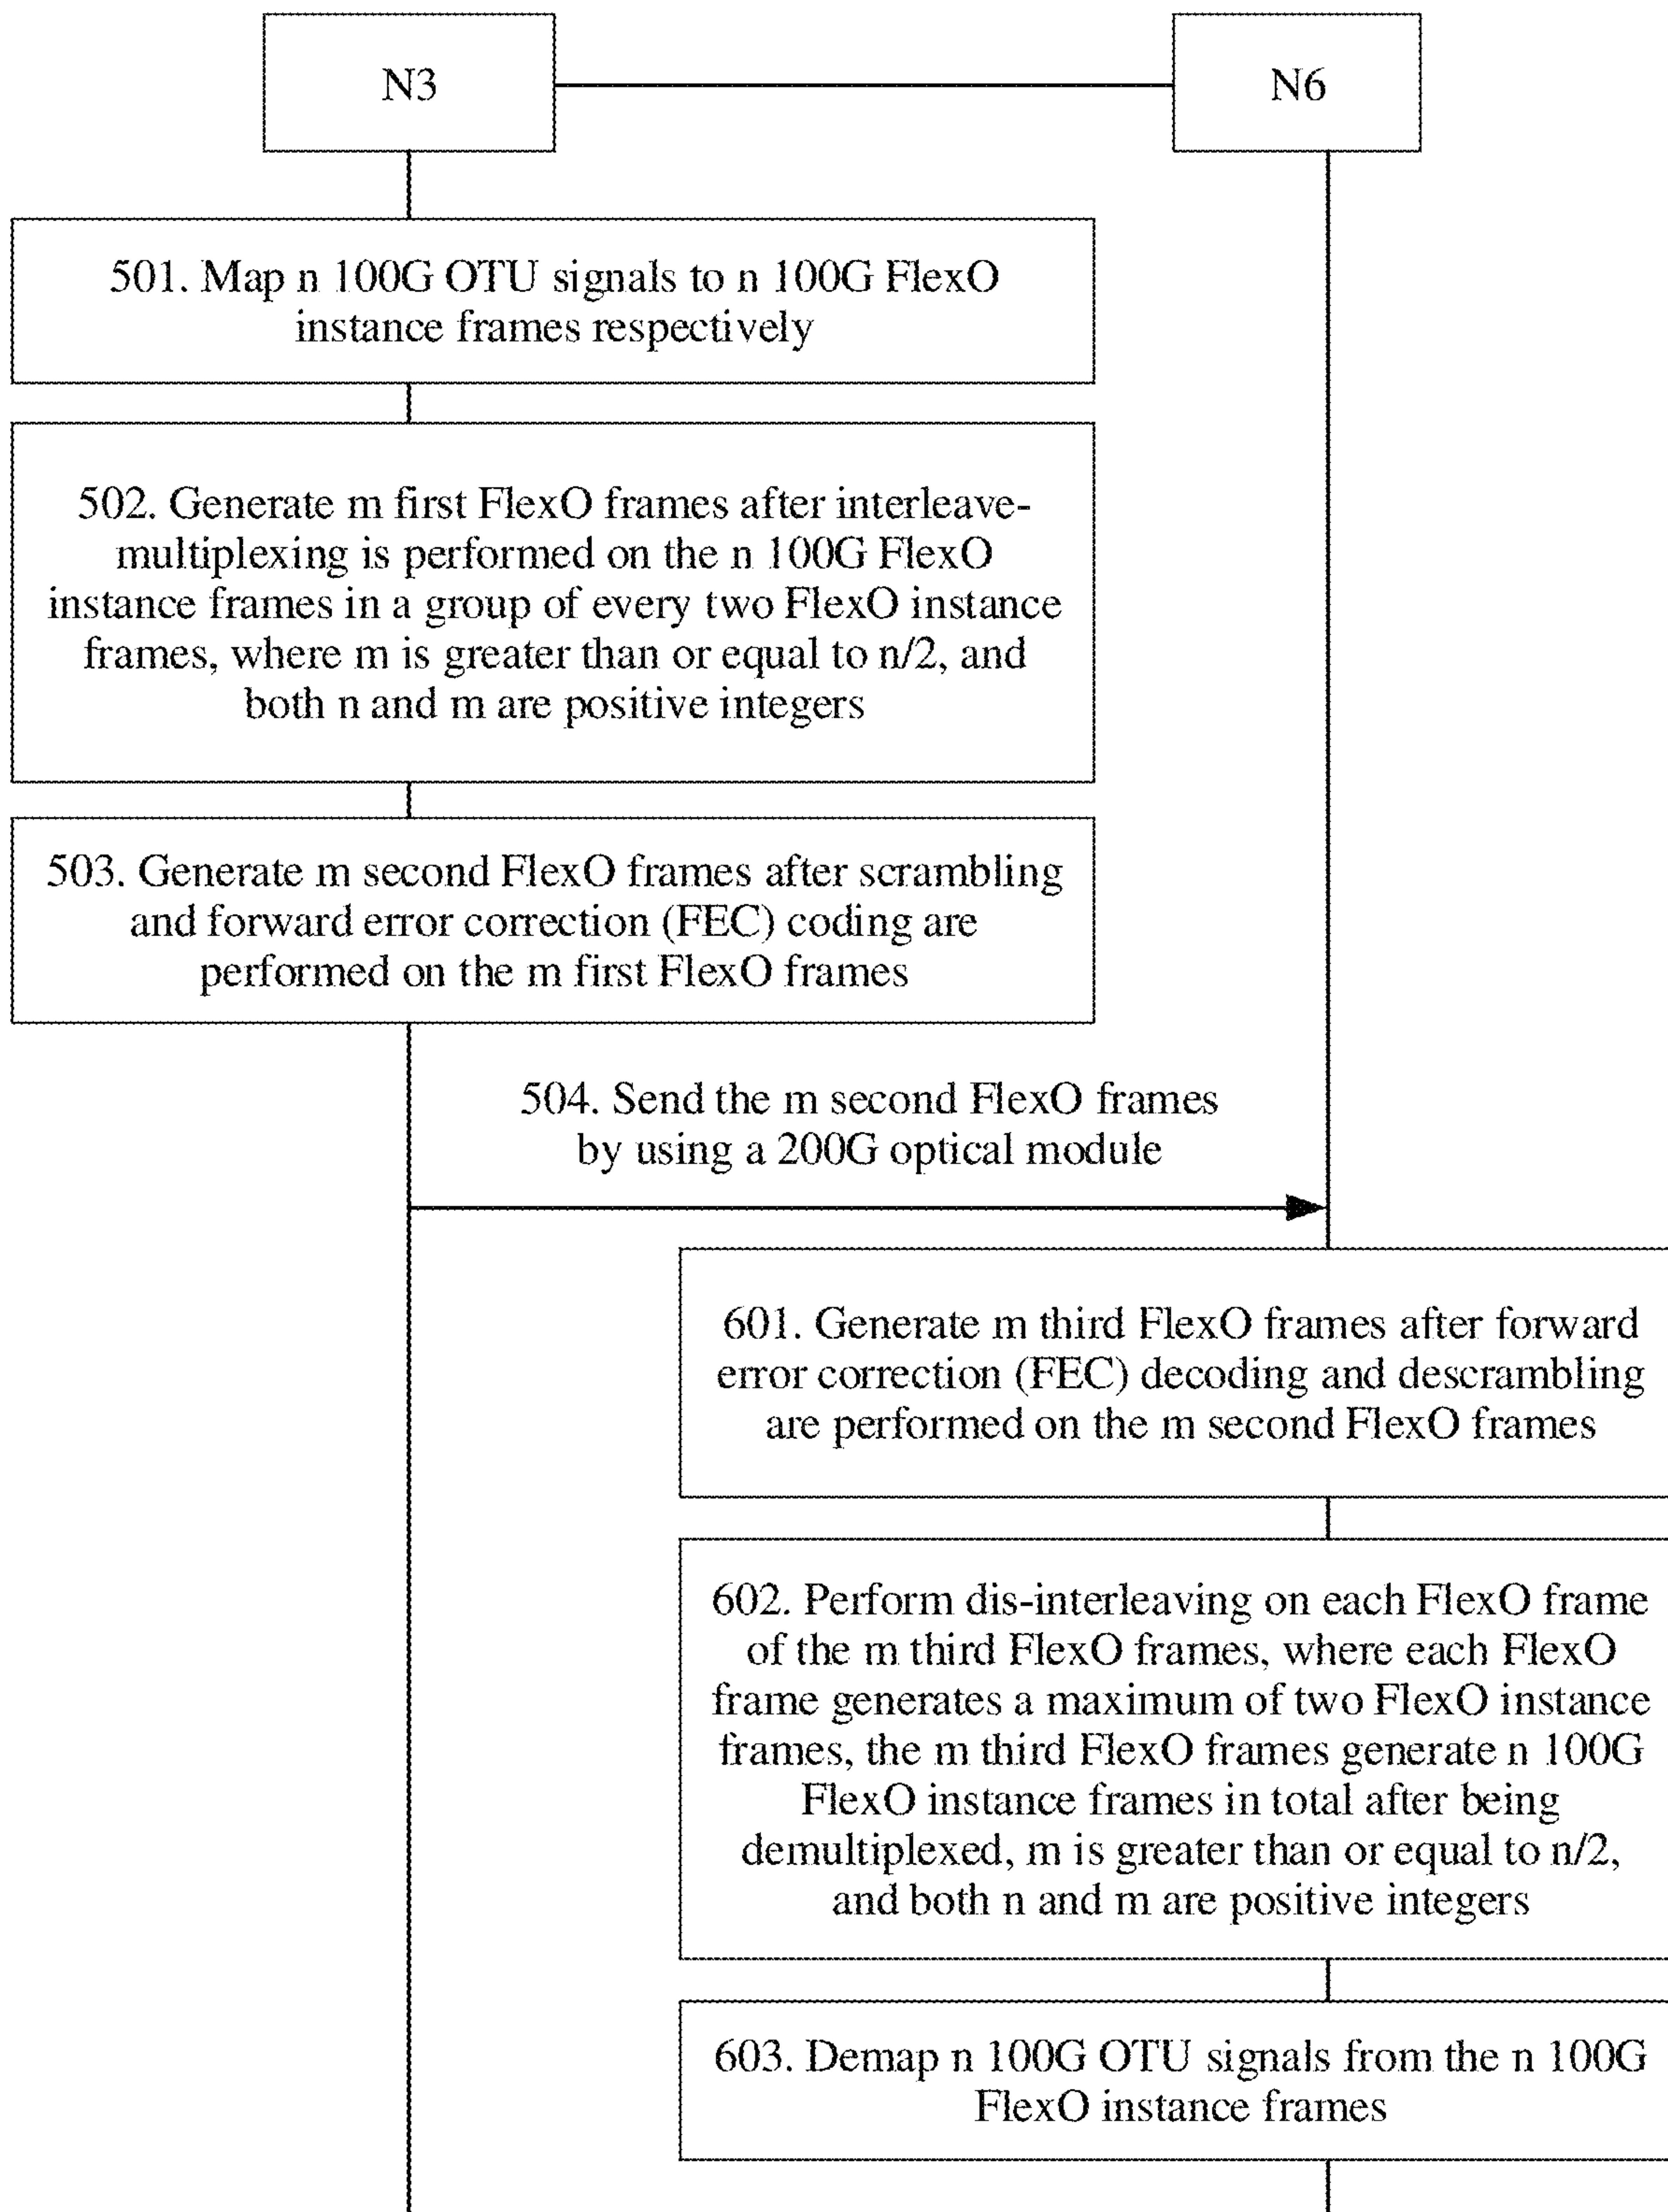 N3
N6
501. Map n 100G OTU signals to n 100G FlexO
instance frames respectively
502. Generate m first FlexO frames after interleave-
multiplexing is performed on the n 100G FlexO
instance frames in a group of every two FlexO instance
frames, where m is greater than or equal to n/2, and
both n and m are positive integers
503. Generate m second FlexO frames after scrambling
and forward error correction (FEC) coding are
performed on the m first FlexO frames
504. Send the m second FlexO frames
by using a 200G optical module
601. Generate m third FlexO frames after forward
error correction (FEC) decoding and descrambling
are performed on the m second FlexO frames
602. Perform dis-interleaving on each FlexO frame
of the m third FlexO frames, where each FlexO
frame generates a maximum of two FlexO instance
frames, the m third FlexO frames generate n 100G
FlexO instance frames in total after being
demultiplexed, m is greater than or equal to n/2,
and both n and m are positive integers
603. Demap n 100G OTU signals from the n 100G
FlexO instance frames